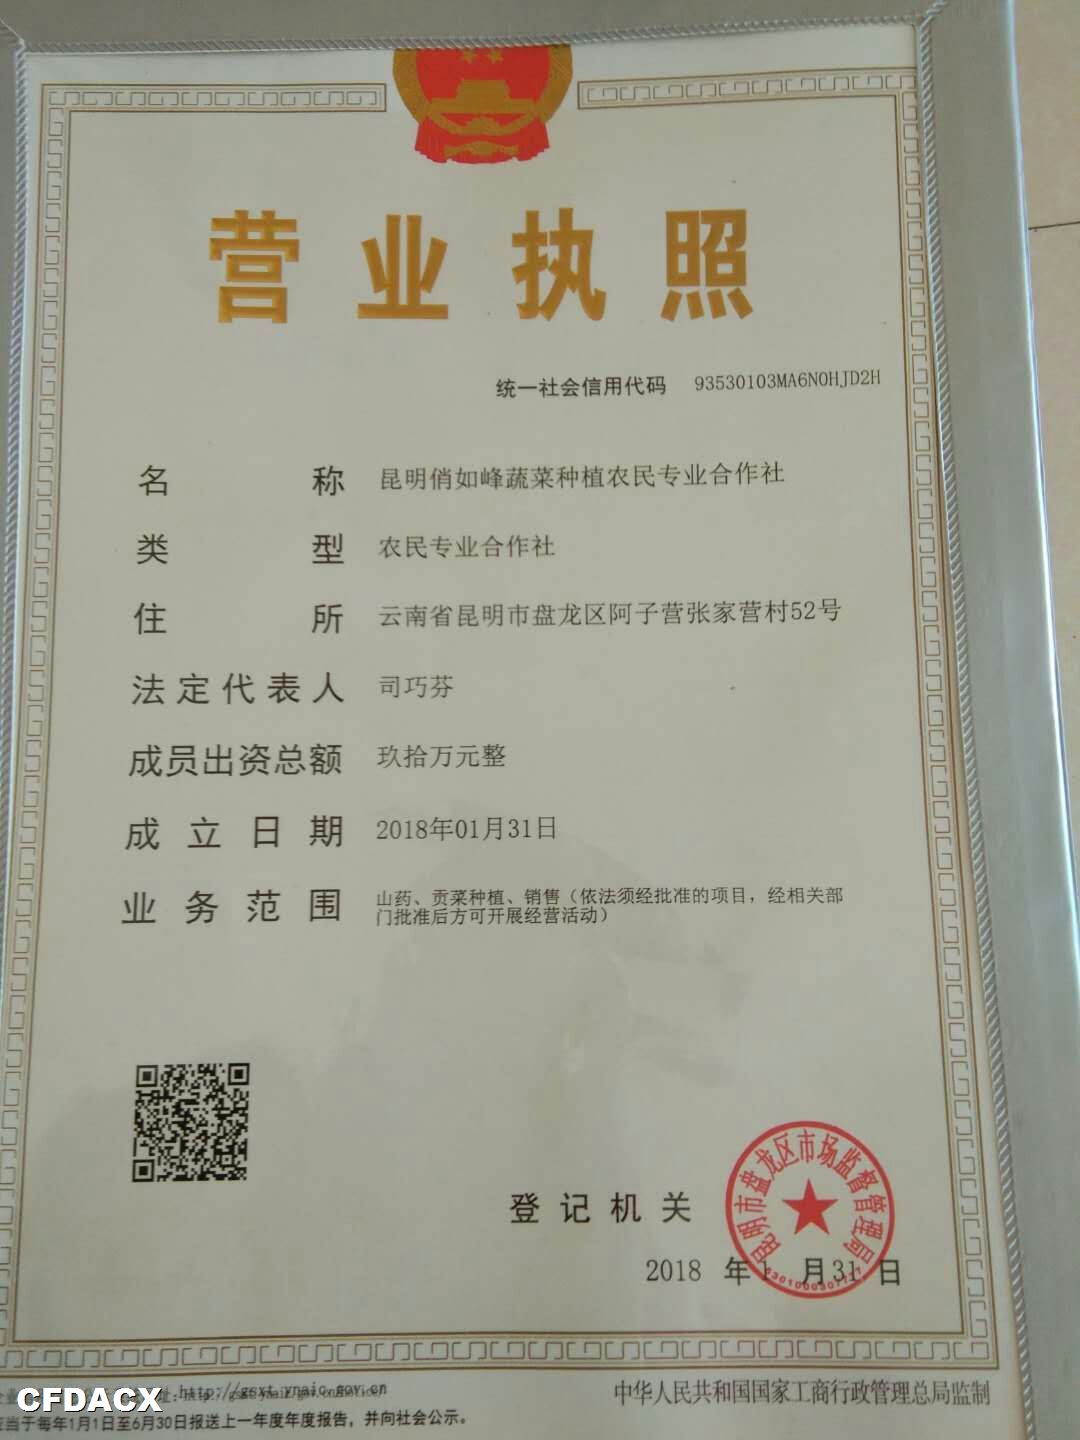 营业执照
统一社会信用代码 93530103MA6N0HJD2H
名称 昆明俏如峰蔬菜种植农民专业合作社
类型 农民专业合作社
住所 云南省昆明市盘龙区阿子营张家营村52号
法定代表人 司巧芬
成员出资总额 玖拾万元整
成立日期 2018年01月31日
业务范围 山药、贡菜种植、销售（依法须经批准的项目，经相关部
门批准后方可开展经营活动）
昆明市盘龙区市场监督管理局
登记机关
2018 年 1 月 31 日
址: http://gsxt.ynaic.gov.cn
中华人民共和国国家工商行政管理总局监制
CFDACX
应当于每年1月1日至6月30日报送上一年度年度报告，并向社会公示。